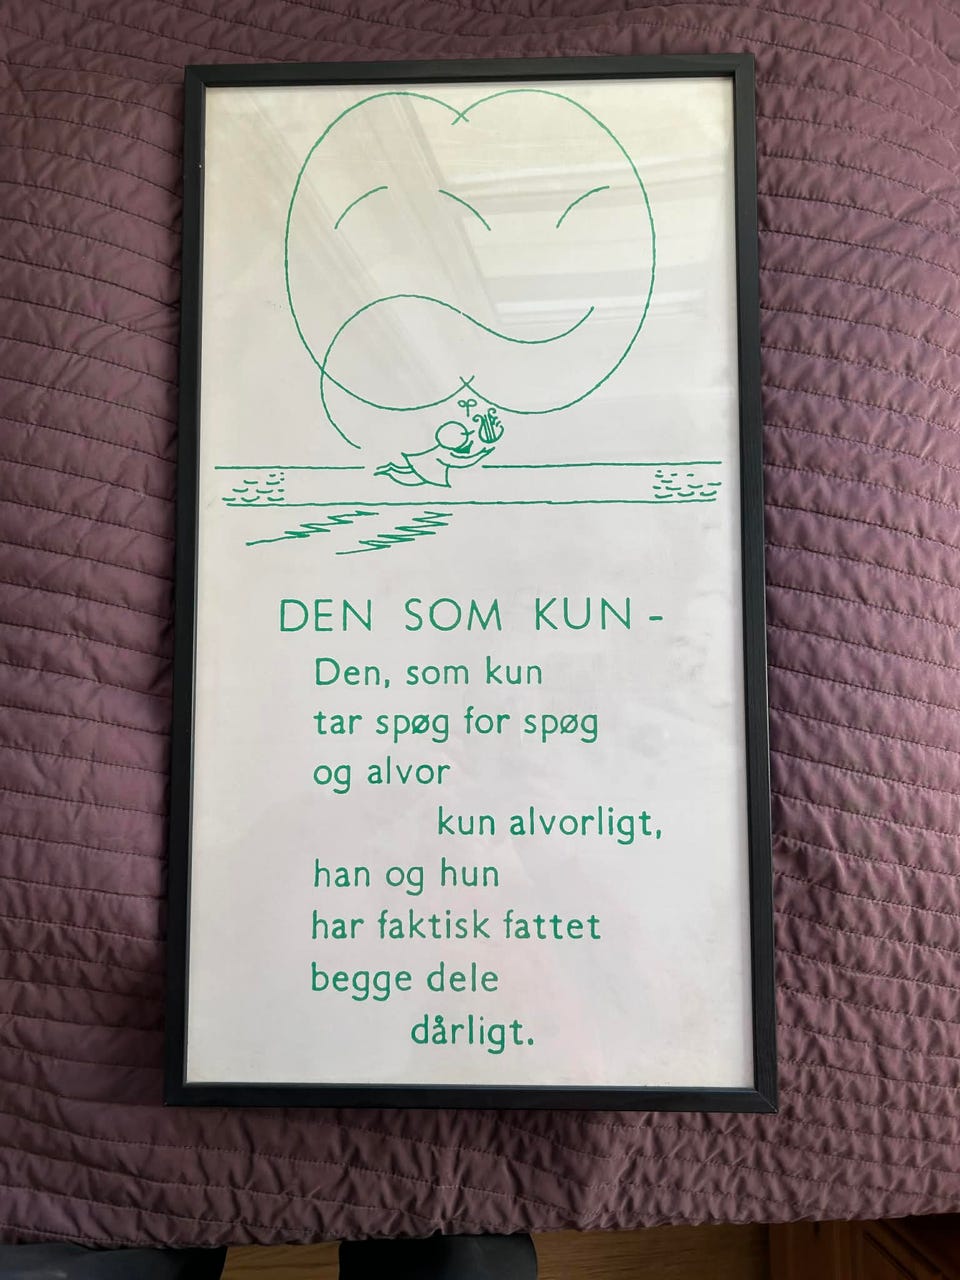 DEN SOM KUN -
Den, som kun
tar spøg for spøg
og alvor
kun alvorligt,
han og hun
har faktisk fattet
begge dele
dårligt.